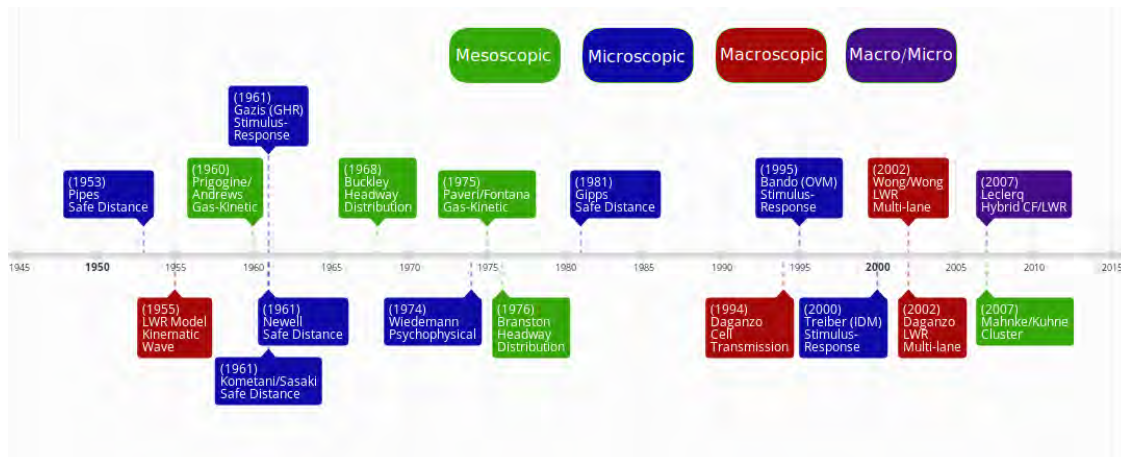 Mesoscopic
Microscopic
Macroscopic
Macro/Micro
(1961)
Gazis (GHR)
Stimulus-
Response
(1953)
Pipes
Safe Distance
(1960)
Prigogine/
Andrews
Gas-Kinetic
(1968)
Buckley
Headway
Distribution
(1975)
Paveri/Fontana
Gas-Kinetic
(1981)
Gipps
Safe Distance
(1995)
Bando (OVM)
Stimulus-
Response
(2002)
Wong/Wong
LWR
Multi-lane
(2007)
Leclerq
Hybrid CF/LWR
1945
1950
1955
1960
1965
1970
1975
1980
1985
1990
1995
2000
2005
2010
2015
(1955)
LWR Model
Kinematic
Wave
(1961)
Newell
Safe Distance
(1961)
Kometani/Sasaki
Safe Distance
(1974)
Wiedemann
Psychophysical
(1976)
Branston
Headway
Distribution
(1994)
Daganzo
Cell
Transmission
(2000)
Treiber (IDM)
Stimulus-
Response
(2002)
Daganzo
LWR
Multi-lane
(2007)
Mahnke/Kuhne
Cluster